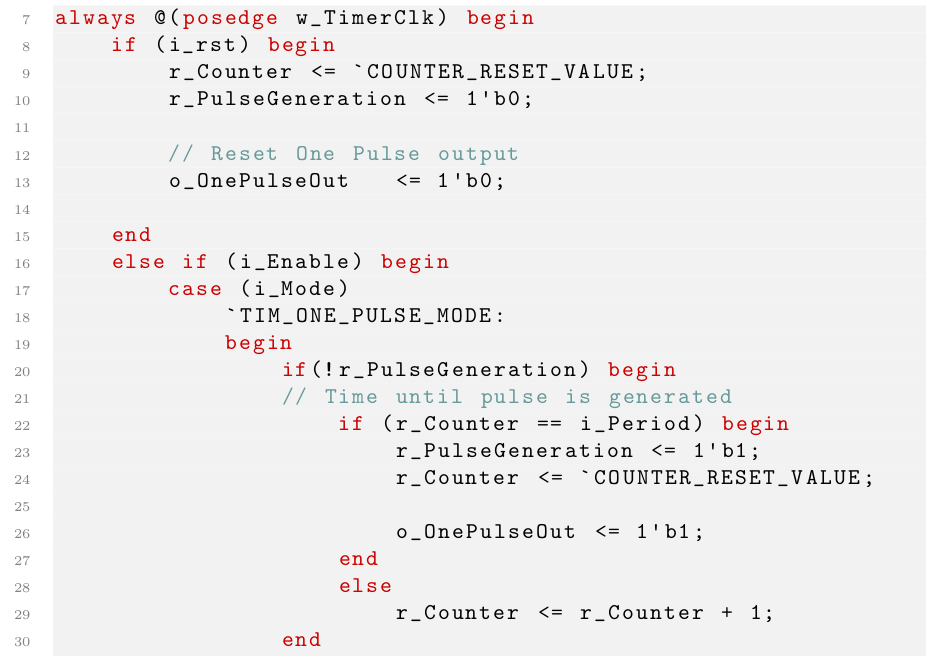 7 always @(posedge w_TimerClk) begin
8     if (i_rst) begin
9         r_Counter <= `COUNTER_RESET_VALUE;
10         r_PulseGeneration <= 1'b0;
11
12         // Reset One Pulse output
13         o_OnePulseOut   <= 1'b0;
14
15     end
16     else if (i_Enable) begin
17         case (i_Mode)
18             `TIM_ONE_PULSE_MODE:
19             begin
20                 if(!r_PulseGeneration) begin
21                 // Time until pulse is generated
22                     if (r_Counter == i_Period) begin
23                         r_PulseGeneration <= 1'b1;
24                         r_Counter <= `COUNTER_RESET_VALUE;
25
26                         o_OnePulseOut <= 1'b1;
27                     end
28                     else
29                         r_Counter <= r_Counter + 1;
30                 end